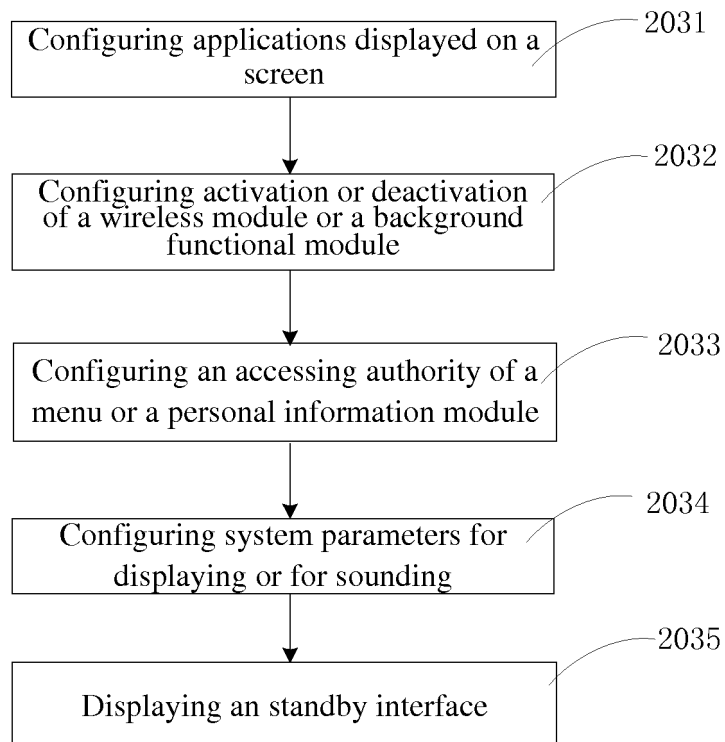 Configuring applications displayed on a
screen
2031
Configuring activation or deactivation
of a wireless module or a background
functional module
2032
Configuring an accessing authority of a
menu or a personal information module
2033
Configuring system parameters for
displaying or for sounding
2034
Displaying an standby interface
2035